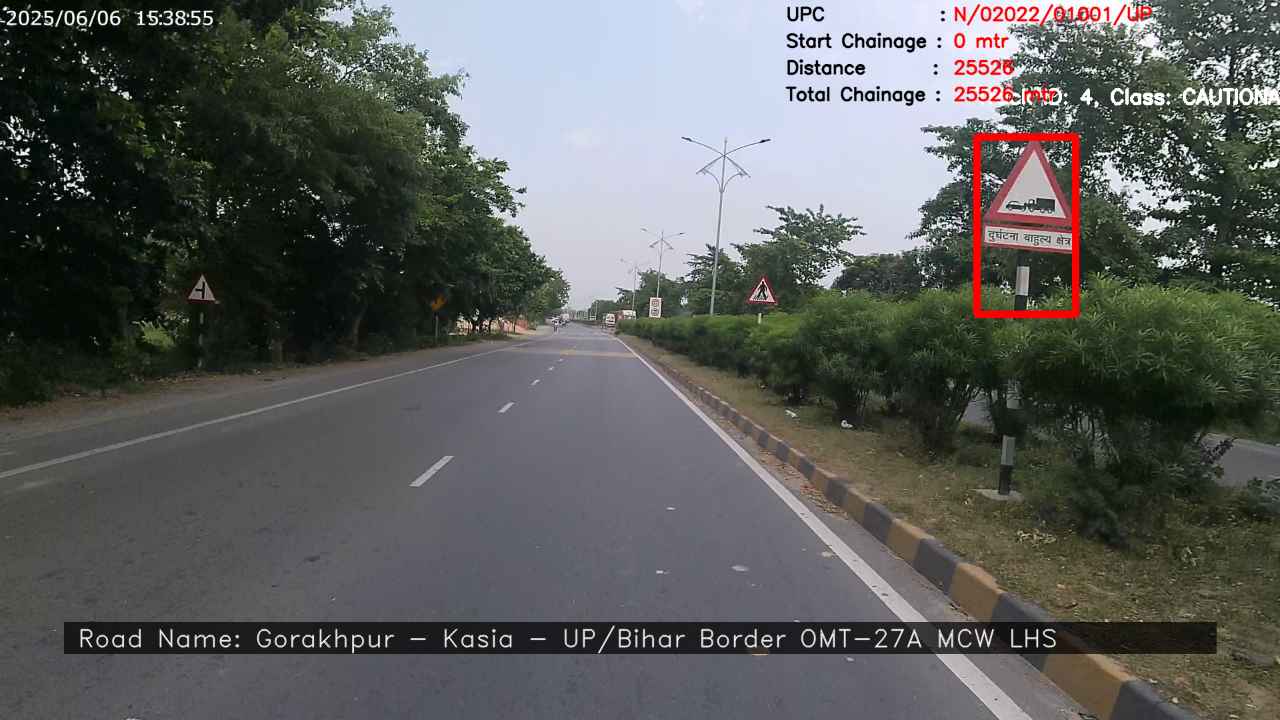 2025/06/06 15:38:55
UPC : N/02022/01001/UP
Start Chainage : 0 mtr
Distance : 25526
Total Chainage : 25526 mtr
4, Class: CAUTIONA
दुर्घटना बाहुल्य क्षेत्र
Road Name: Gorakhpur - Kasia - UP/Bihar Border OMT-27A MCW LHS